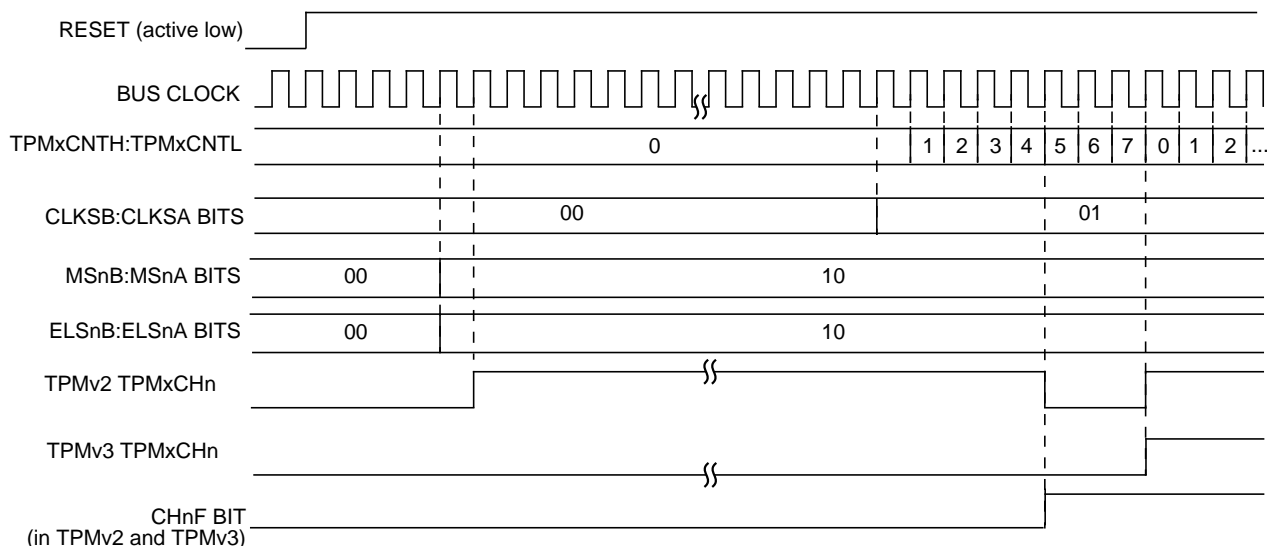 RESET (active low)
BUS CLOCK
TPMxCNTH:TPMxCNTL 0 1 2 3 4 5 6 7 0 1 2 ...
CLKSB:CLKSA BITS 00 01
MSnB:MSnA BITS 00 10
ELSnB:ELSnA BITS 00 10
TPMv2 TPMxCHn
TPMv3 TPMxCHn
CHnF BIT
(in TPMv2 and TPMv3)